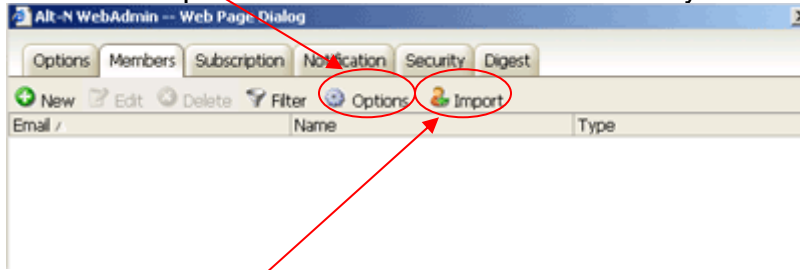 Alt-N WebAdmin -- Web Page Dialog
Options Members Subscription Notification Security Digest
New Edit Delete Filter Options Import
Email / Name Type